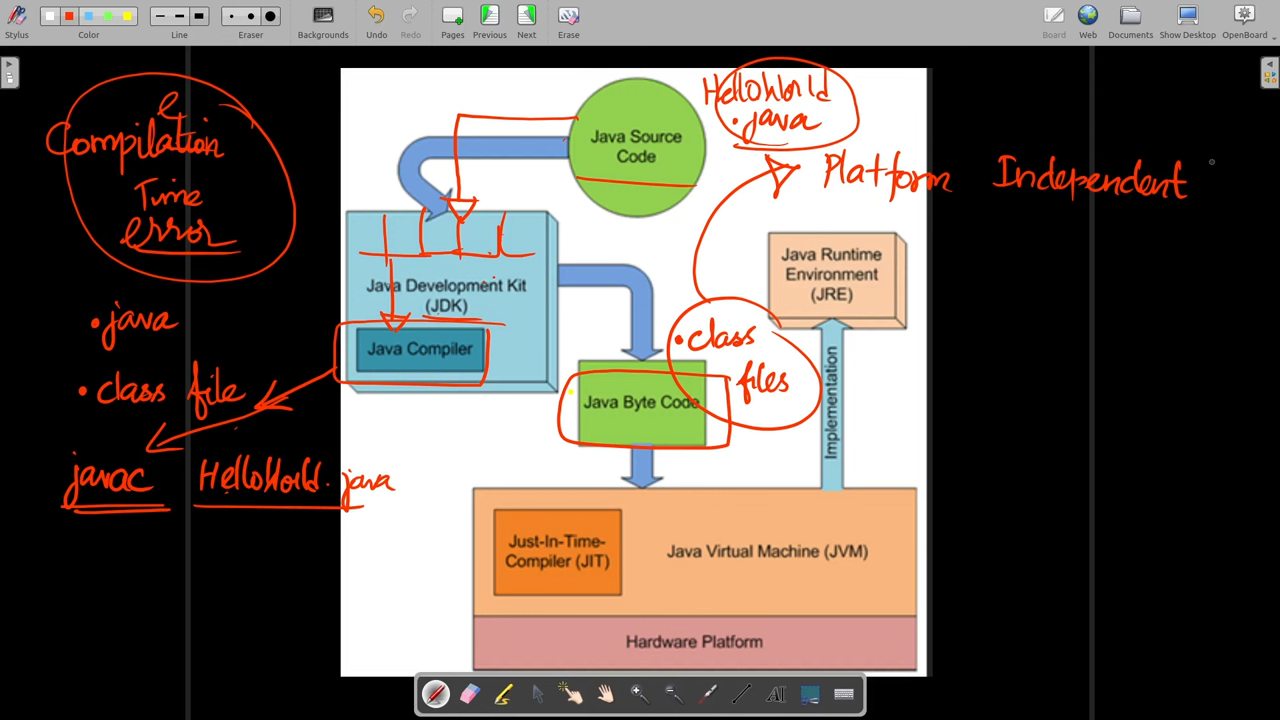 Stylus
Color
Line
Eraser
Backgrounds
Undo
Redo
Pages
Previous
Next
Erase
Board
Web
Documents
Show Desktop
OpenBoard
Compilation
Time
error
.java
.class file
javac HelloWorld.java
HelloWorld
.java
Platform Independent
Java Source
Code
Java Development Kit
(JDK)
Java Compiler
.class
files
Java Byte Code
Java Runtime
Environment
(JRE)
Implementation
Just-In-Time-
Compiler (JIT)
Java Virtual Machine (JVM)
Hardware Platform